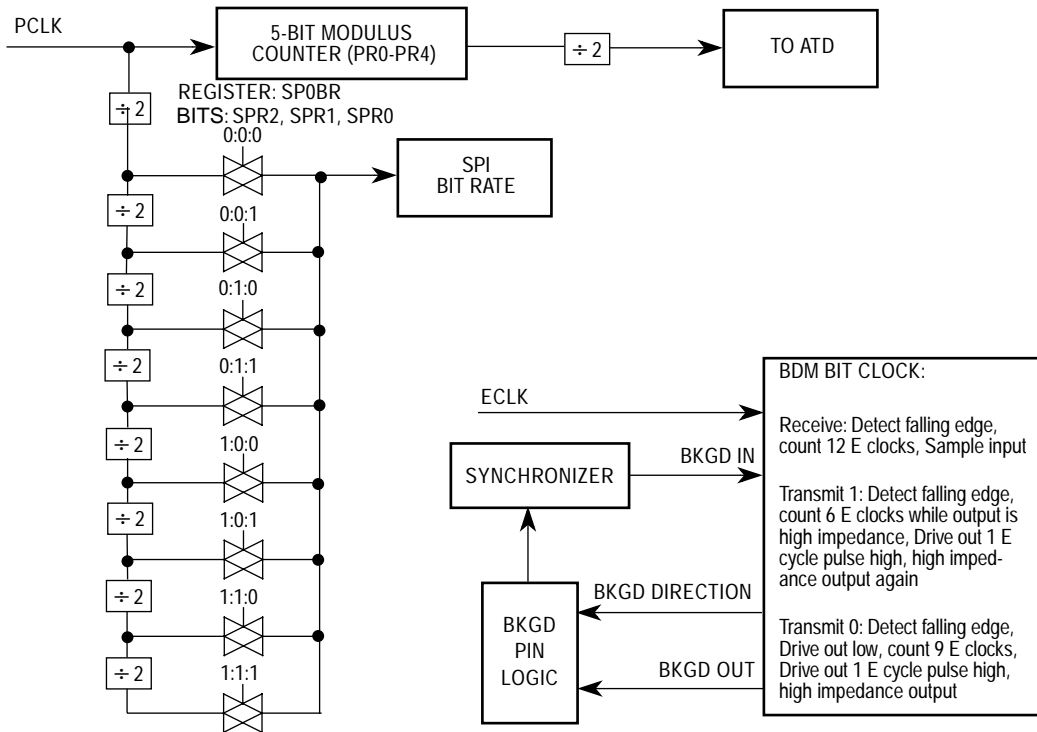 PCLK
5-BIT MODULUS
COUNTER (PR0-PR4)
÷ 2
TO ATD
÷ 2
REGISTER: SP0BR
BITS: SPR2, SPR1, SPR0
0:0:0
SPI
BIT RATE
÷ 2
0:0:1
÷ 2
0:1:0
÷ 2
0:1:1
÷ 2
1:0:0
÷ 2
1:0:1
÷ 2
1:1:0
÷ 2
1:1:1
ECLK
SYNCHRONIZER
BKGD IN
BKGD DIRECTION
BKGD
PIN
LOGIC
BKGD OUT
BDM BIT CLOCK:
Receive: Detect falling edge,
count 12 E clocks, Sample input
Transmit 1: Detect falling edge,
count 6 E clocks while output is
high impedance, Drive out 1 E
cycle pulse high, high imped-
ance output again
Transmit 0: Detect falling edge,
Drive out low, count 9 E clocks,
Drive out 1 E cycle pulse high,
high impedance output